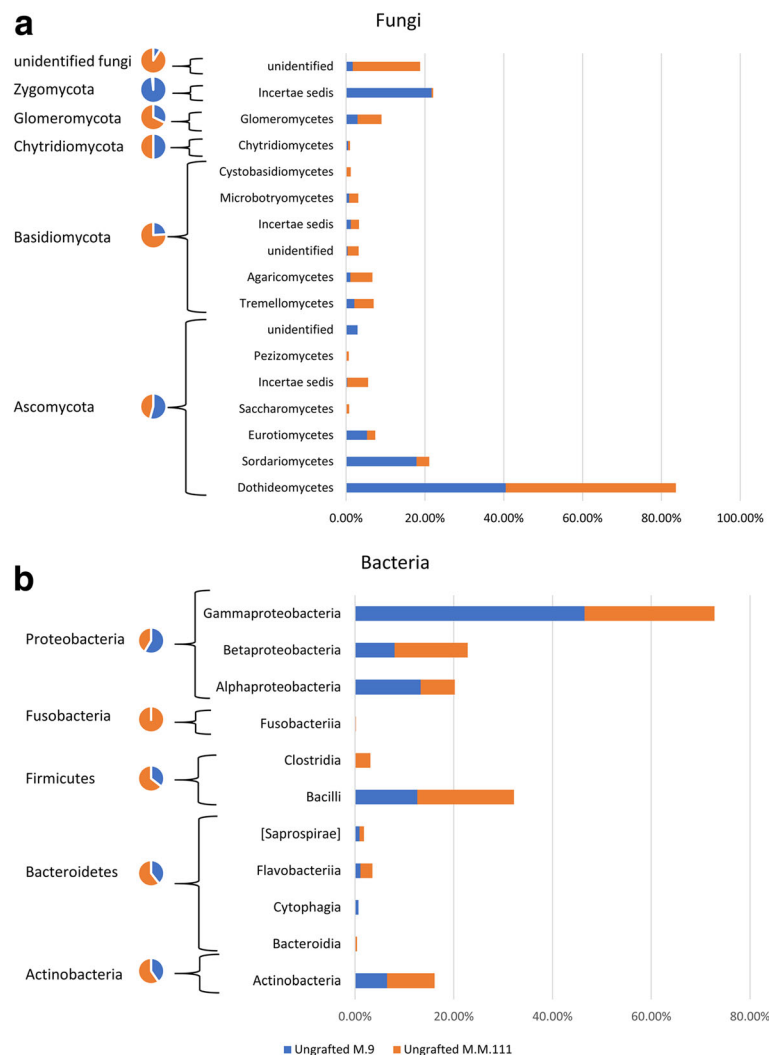 a
Fungi
unidentified fungi
unidentified
Zygomycota
Incertae sedis
Glomeromycota
Glomeromycetes
Chytridiomycota
Chytridiomycetes
Cystobasidiomycetes
Microbotryomycetes
Basidiomycota
Incertae sedis
unidentified
Agaricomycetes
Tremellomycetes
unidentified
Pezizomycetes
Ascomycota
Incertae sedis
Saccharomycetes
Eurotiomycetes
Sordariomycetes
Dothideomycetes
0.00% 20.00% 40.00% 60.00% 80.00% 100.00%
b
Bacteria
Gammaproteobacteria
Proteobacteria
Betaproteobacteria
Alphaproteobacteria
Fusobacteria
Fusobacteriia
Clostridia
Firmicutes
Bacilli
[Saprospirae]
Bacteroidetes
Flavobacteriia
Cytophagia
Bacteroidia
Actinobacteria
Actinobacteria
0.00% 20.00% 40.00% 60.00% 80.00%
Ungrafted M.9 Ungrafted M.M.111